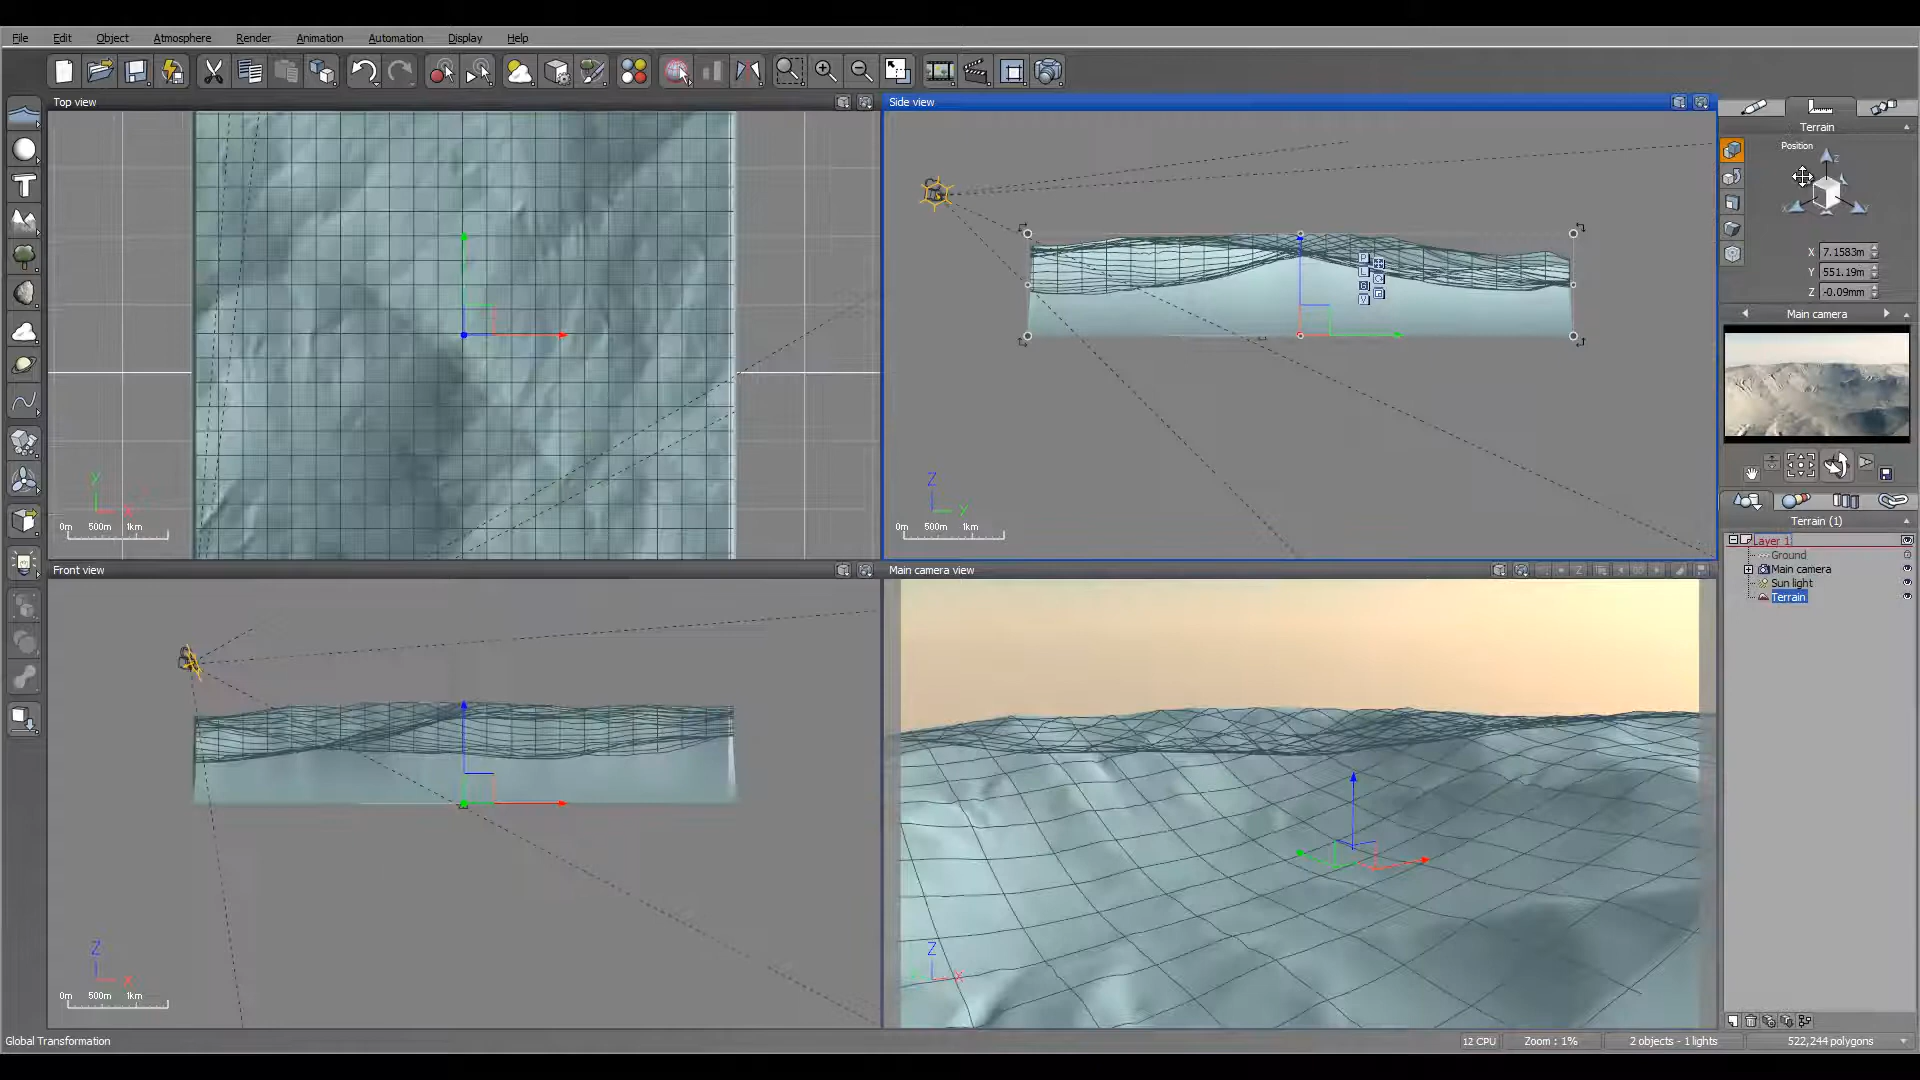 File Edit Object Atmosphere Render Animation Automation Display Help
Top view
Side view
Terrain
Position
Z
X
Y
X 7.1583m
Y 551.19m
Z -0.09mm
Main camera
P
L
G
V
Y
X
0m 500m 1km
Z
Y
0m 500m 1km
Terrain (1)
Layer 1
Ground
Main camera
Sun light
Terrain
Front view
Main camera view
Z
X
0m 500m 1km
Z
X
Global Transformation
12 CPU
Zoom : 1%
2 objects - 1 lights
522,244 polygons